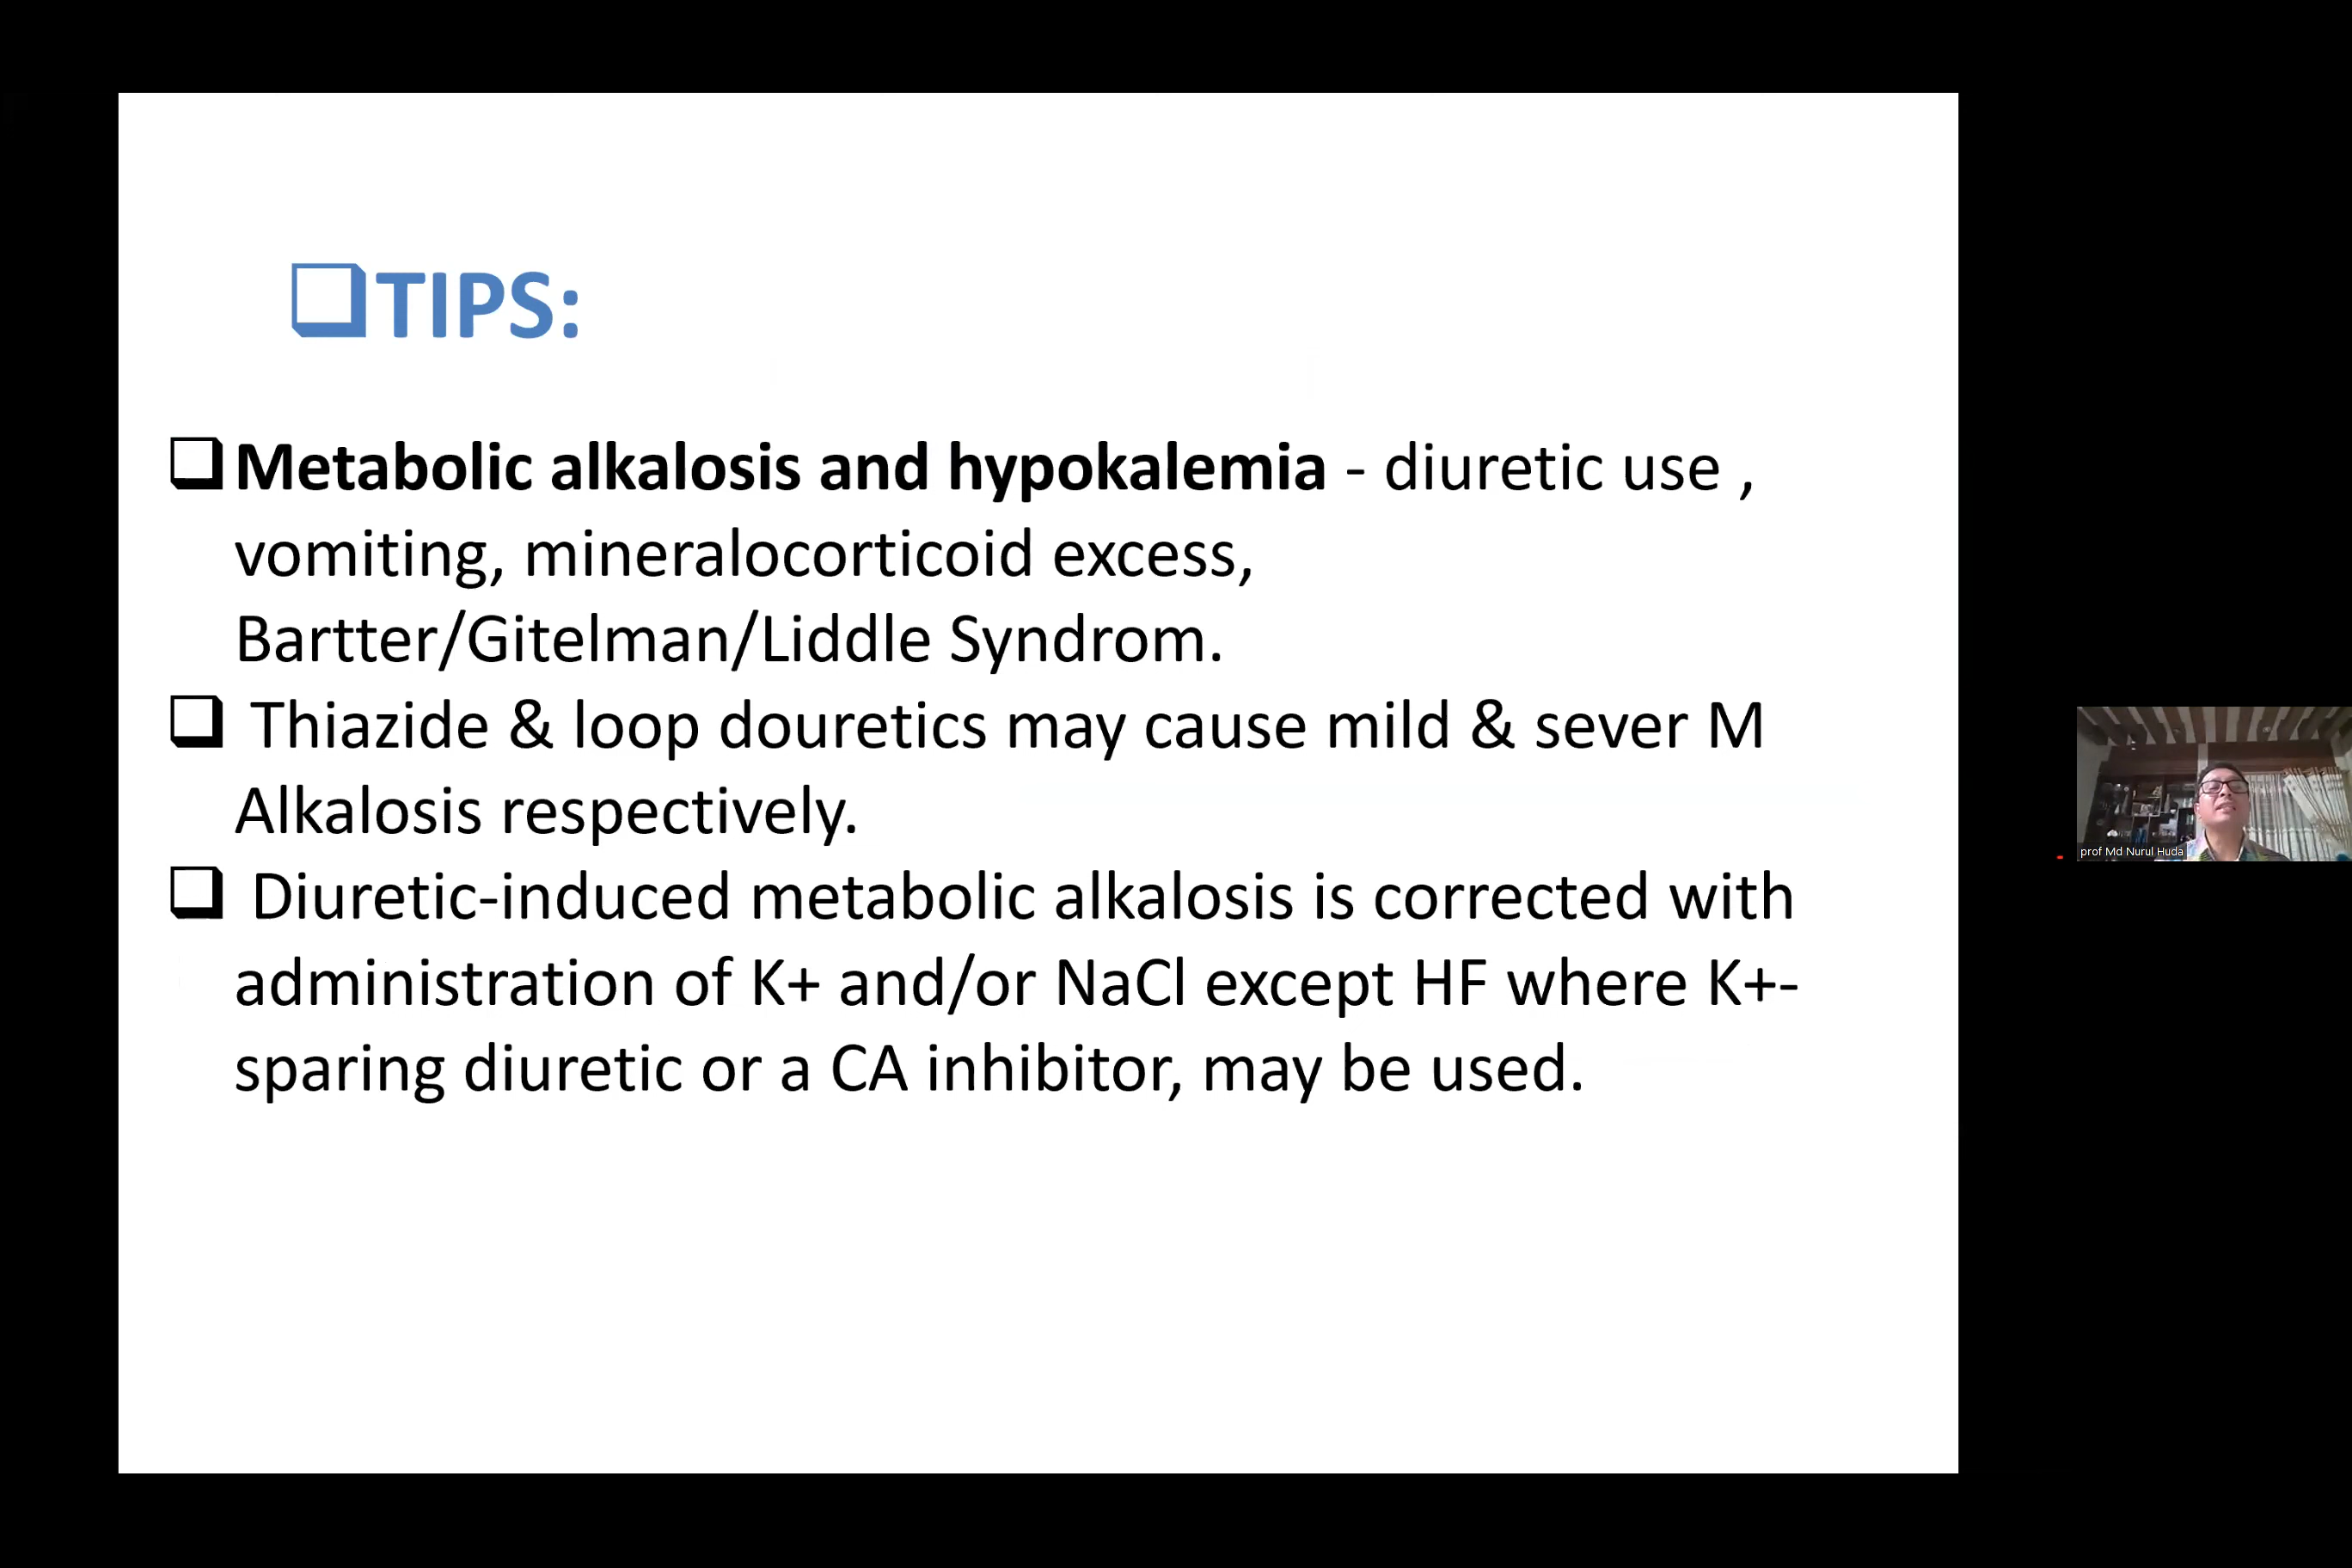 TIPS:
Metabolic alkalosis and hypokalemia - diuretic use ,
vomiting, mineralocorticoid excess,
Bartter/Gitelman/Liddle Syndrom.
Thiazide & loop douretics may cause mild & sever M
Alkalosis respectively.
Diuretic-induced metabolic alkalosis is corrected with
administration of K+ and/or NaCl except HF where K+-
sparing diuretic or a CA inhibitor, may be used.
prof Md Nurul Huda